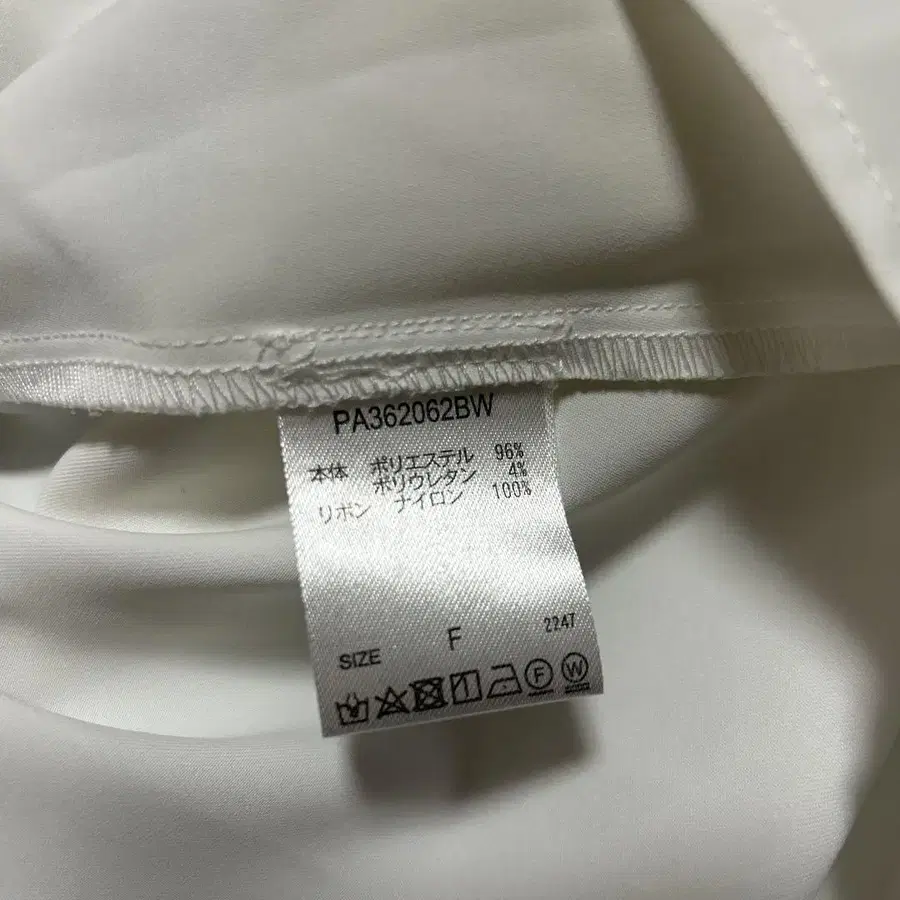 PA362062BW
本体 ポリエステル 96%
ポリウレタン 4%
リボン ナイロン 100%
2247
SIZE F
F W